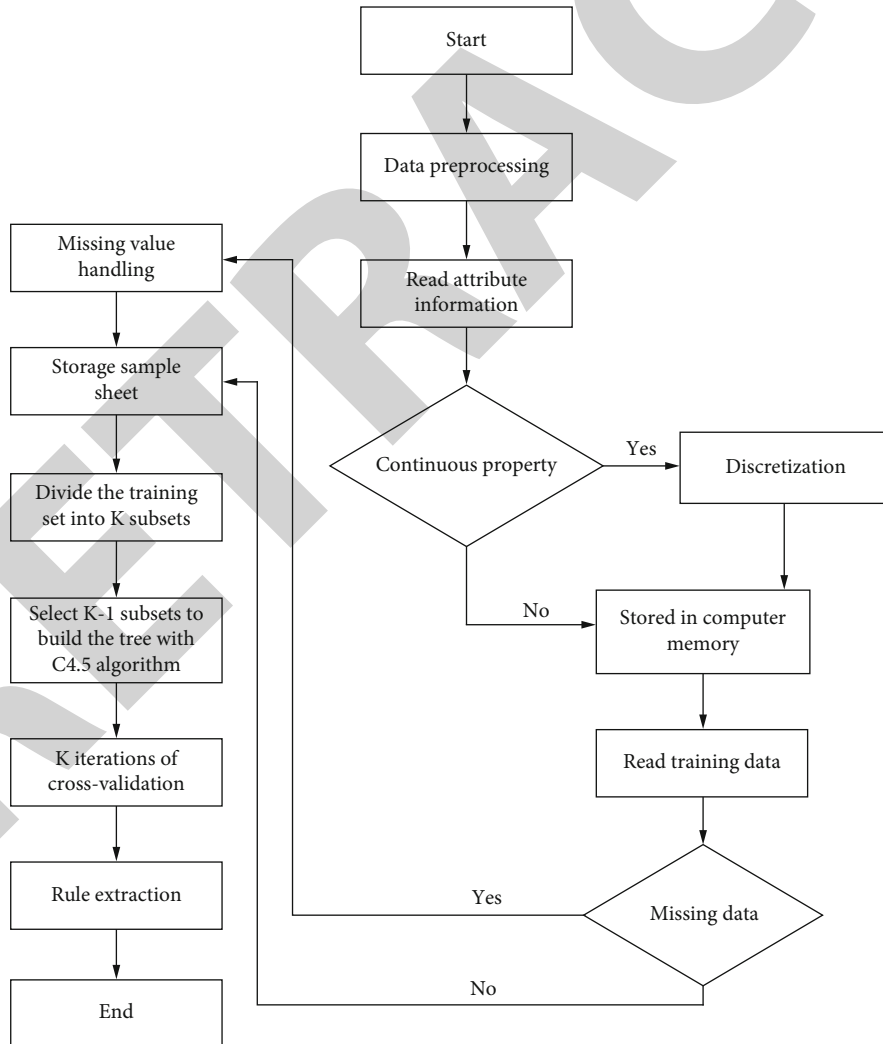 Start
Data preprocessing
Read attribute
information
Continuous property
Yes
Discretization
No
Stored in computer
memory
Read training data
Missing data
Yes
No
Missing value
handling
Storage sample
sheet
Divide the training
set into K subsets
Select K-1 subsets to
build the tree with
C4.5 algorithm
K iterations of
cross-validation
Rule extraction
End
RETRAC